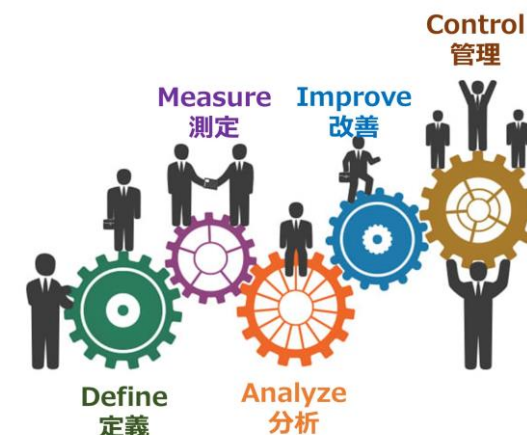 Define
定義
Measure
測定
Analyze
分析
Improve
改善
Control
管理